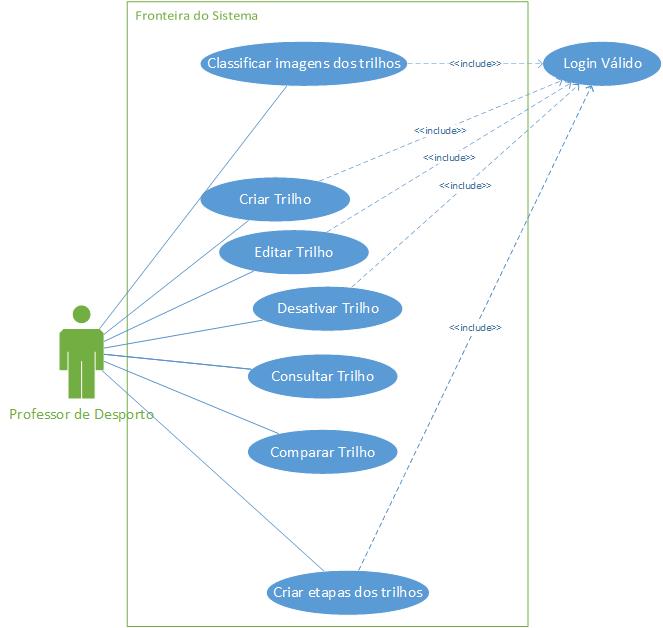 Fronteira do Sistema
Classificar imagens dos trilhos
<<include>>
Login Válido
<<include>>
<<include>>
<<include>>
Criar Trilho
Editar Trilho
Desativar Trilho
<<include>>
Consultar Trilho
Professor de Desporto
Comparar Trilho
Criar etapas dos trilhos